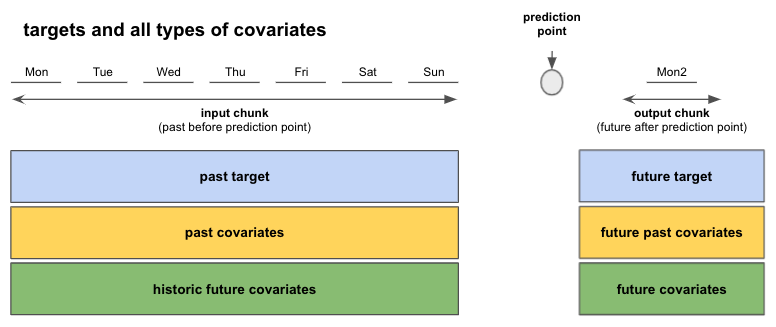 targets and all types of covariates
prediction
point
Mon Tue Wed Thu Fri Sat Sun Mon2
input chunk
(past before prediction point)
output chunk
(future after prediction point)
past target
future target
past covariates
future past covariates
historic future covariates
future covariates